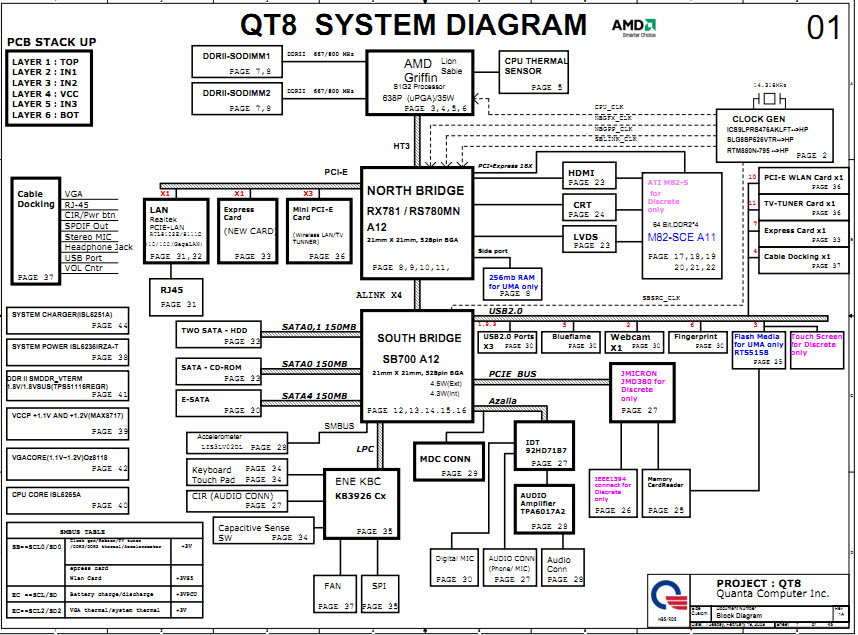 QT8 SYSTEM DIAGRAM
AMD
Smarter Choice
01
PCB STACK UP
LAYER 1 : TOP
LAYER 2 : IN1
LAYER 3 : IN2
LAYER 4 : VCC
LAYER 5 : IN3
LAYER 6 : BOT
DDRII-SODIMM1
PAGE 7,8
DDRII 667/800 MHz
DDRII-SODIMM2
PAGE 7,8
DDRII 667/800 MHz
AMD Lion
Griffin Sable
S1G2 Processor
638P (uPGA)/35W
PAGE 3,4,5,6
CPU THERMAL
SENSOR
PAGE 5
14.318MHz
CPU_CLK
NBGFX_CLK
NBGPP_CLK
SBLINK_CLK
CLOCK GEN
ICS9LPRS476AKLFT-->HP
SLG8SP626VTR-->HP
RTM880N-795 -->HP
PAGE 2
HT3
PCI-E
PCI-Express 16X
NORTH BRIDGE
RX781 / RS780MN
A12
21mm X 21mm, 528pin BGA
PAGE 8,9,10,11,
Side port
HDMI
PAGE 23
CRT
PAGE 24
LVDS
PAGE 23
256mb RAM
for UMA only
PAGE 8
ATI M82-S
for
Discrete
only
64 Bit,DDR2*4
M82-SCE A11
PAGE 17,18,19
20,21,22
10
PCI-E WLAN Card x1
PAGE 36
11
TV-TUNER Card x1
PAGE 36
7
Express Card x1
PAGE 33
4
Cable Docking x1
PAGE 37
Cable
Docking
PAGE 37
VGA
RJ-45
CIR/Pwr btn
SPDIF Out
Stereo MIC
Headphone Jack
USB Port
VOL Cntr
X1
LAN
Realtek
PCIE-LAN
(10/100/GagaLAN)
PAGE 31,32
X1
Express
Card
(NEW CARD)
PAGE 33
X3
Mini PCI-E
Card
(Wireless LAN/TV
TUNNER)
PAGE 36
RJ45
PAGE 31
ALINK X4
SBSRC_CLK
USB2.0
SYSTEM CHARGER(ISL6251A)
PAGE 44
SYSTEM POWER ISL6236IRZA-T
PAGE 38
DDR II SMDDR_VTERM
1.8V/1.8VSUS(TPS51116REGR)
PAGE 41
VCCP +1.1V AND +1.2V(MAX8717)
PAGE 39
VGACORE(1.1V~1.2V)Oz8118
PAGE 42
CPU CORE ISL6265A
PAGE 40
TWO SATA - HDD
PAGE 33
SATA0,1 150MB
SATA - CD-ROM
PAGE 33
SATA0 150MB
E-SATA
PAGE 30
SATA4 150MB
SOUTH BRIDGE
SB700 A12
21mm X 21mm, 528pin BGA
4.5W(Ext)
4.3W(Int)
PAGE 12,13.14.15.16
1,8,9
USB2.0 Ports
X3 PAGE 30
5
Blueflame
PAGE 30
2
Webcam
X1 PAGE 30
6
Fingerprint
PAGE 30
3
Flash Media
for UMA only
RTS5158
PAGE 25
Touch Screen
for Discrete
only
PCIE BUS
Azalia
JMICRON
JMD380 for
Discrete
only
PAGE 27
SMBUS
LPC
Accelerometer
LIS3LV02DL PAGE 28
Keyboard PAGE 34
Touch Pad PAGE 34
CIR (AUDIO CONN)
PAGE 27
Capacitive Sense
SW PAGE 34
ENE KBC
KB3926 Cx
PAGE 35
MDC CONN
PAGE 29
IDT
92HD71B7
PAGE 27
AUDIO
Amplifier
TPA6017A2
PAGE 28
IEEE1394
connect for
Discrete
only
PAGE 26
Memory
CardReader
PAGE 25
FAN
PAGE 37
SPI
PAGE 35
Digital MIC
PAGE 30
AUDIO CONN
(Phone/ MIC)
PAGE 27
Audio
Conn
PAGE 28
SMBUS TABLE
SB==SCL0/SD0
+3V
Wlan Card
+3VS5
EC ==SCL/SD
Battery charge/discharge
+3VPCU
EC==SCL2/SD2
VGA thermal/system thermal
+3V
NB5/RD5
PROJECT : QT8
Quanta Computer Inc.
Size
Custom
Document Number
Block Diagram
Rev
1A